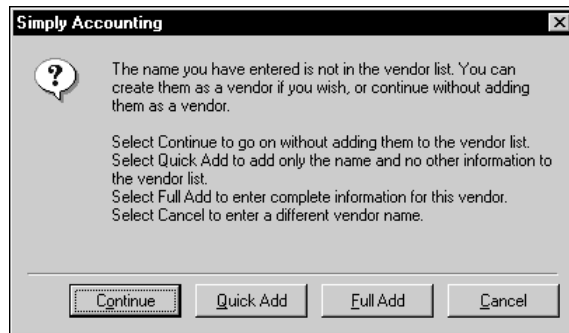 Simply Accounting
The name you have entered is not in the vendor list. You can
create them as a vendor if you wish, or continue without adding
them as a vendor.
Select Continue to go on without adding them to the vendor list.
Select Quick Add to add only the name and no other information to
the vendor list.
Select Full Add to enter complete information for this vendor.
Select Cancel to enter a different vendor name.
Continue Quick Add Full Add Cancel